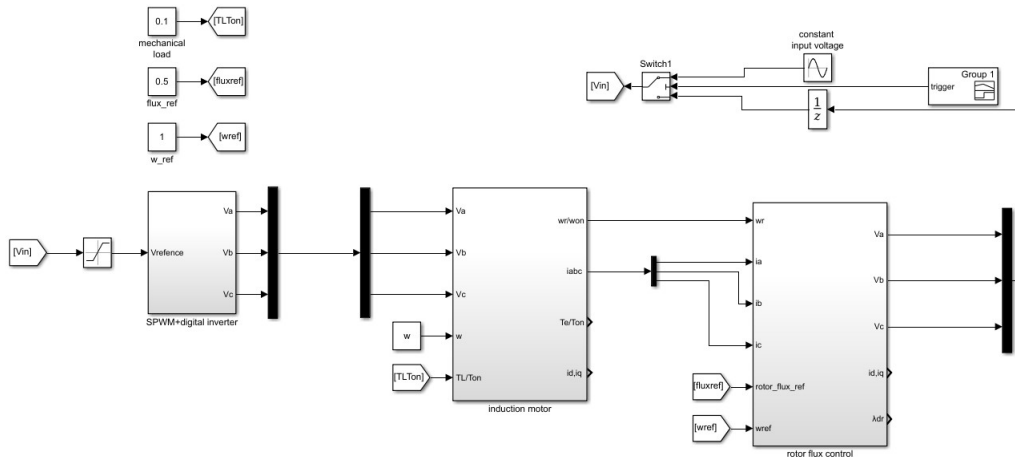 0.1
[TLTon]
mechanical
load
0.5
[fluxref]
flux_ref
1
[wref]
w_ref
constant
input voltage
Switch1
[Vin]
Group 1
trigger
1
z
[Vin]
Vrefence
Va
Vb
Vc
SPWM+digital inverter
Va
Vb
Vc
w
w
[TLTon]
TL/Ton
wr/won
iabc
Te/Ton
id,iq
induction motor
wr
ia
ib
ic
[fluxref]
rotor_flux_ref
[wref]
wref
Va
Vb
Vc
id,iq
λdr
rotor flux control